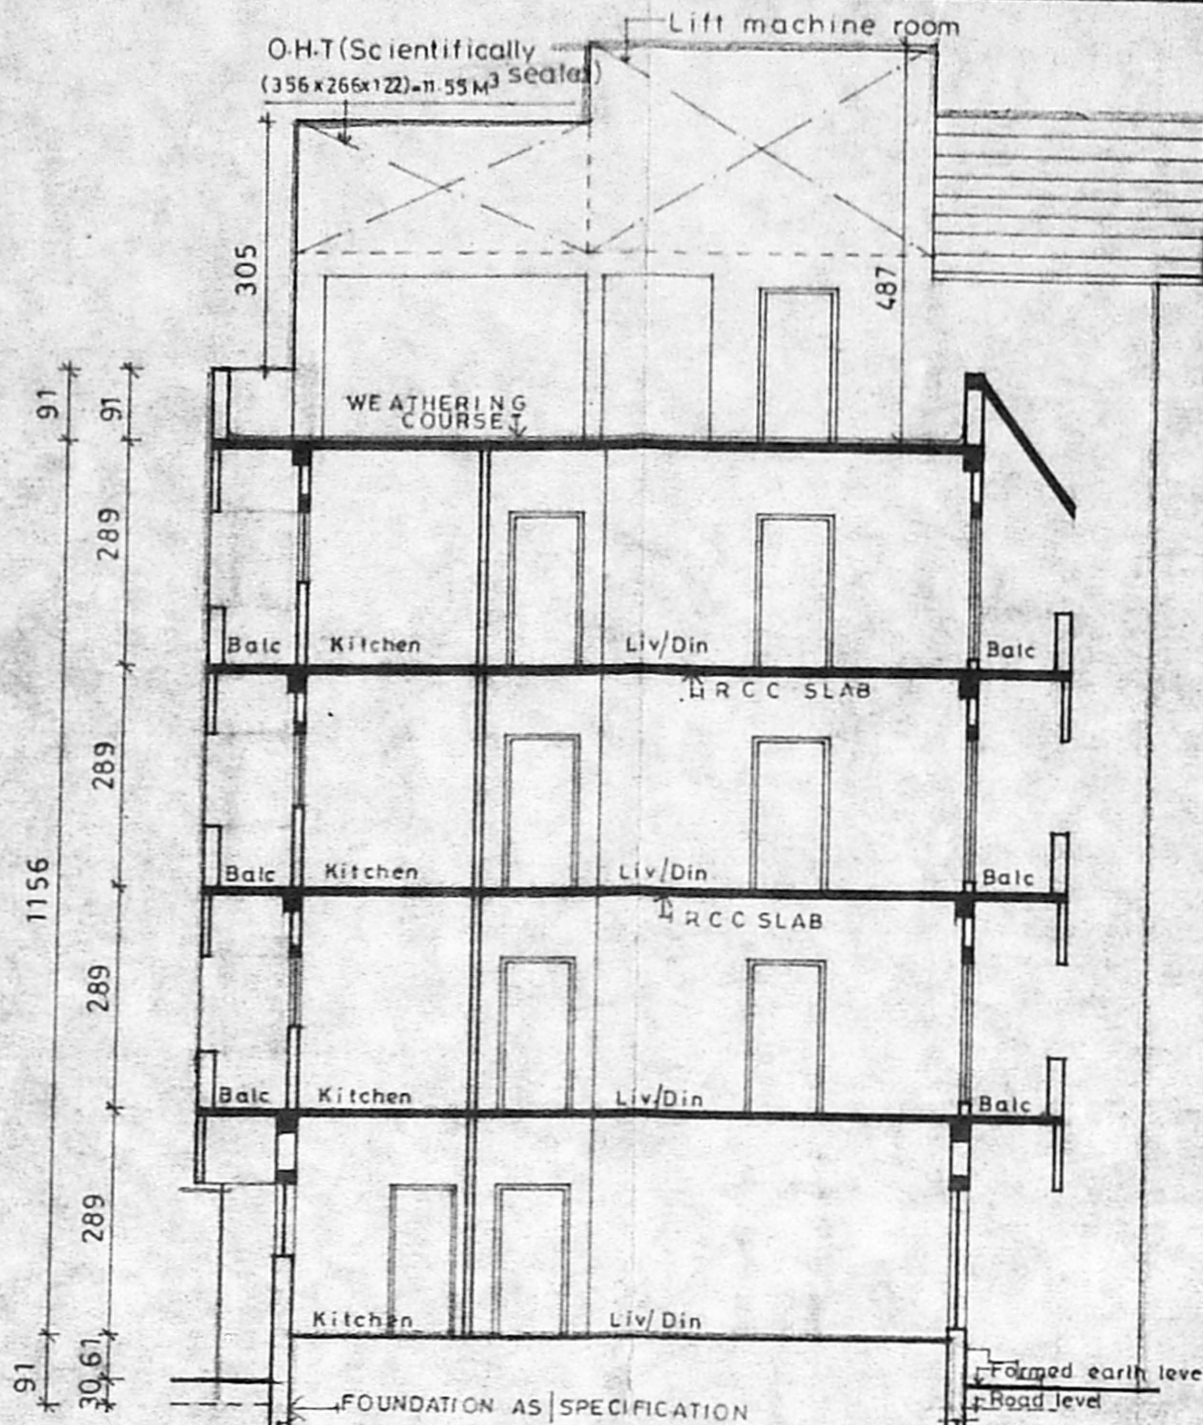 Lift machine room
O.H.T (Scientifically
sealed)
(356x266x122)=11.55 M³
305
487
91
91
WEATHERING
COURSE
289
Balc Kitchen Liv/Din Balc
RCC SLAB
289
1156
Balc Kitchen Liv/Din Balc
RCC SLAB
289
Balc Kitchen Liv/Din Balc
289
Kitchen Liv/Din
91
30,61
Formed earth leve
Road level
FOUNDATION AS SPECIFICATION